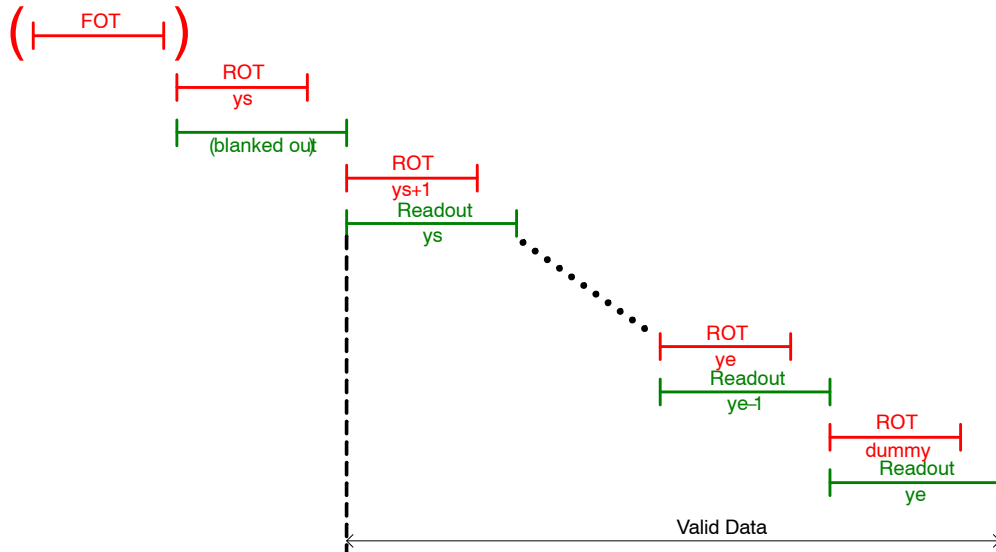 ( FOT )
ROT
ys
(blanked out)
ROT
ys+1
Readout
ys
ROT
ye
Readout
ye–1
ROT
dummy
Readout
ye
Valid Data